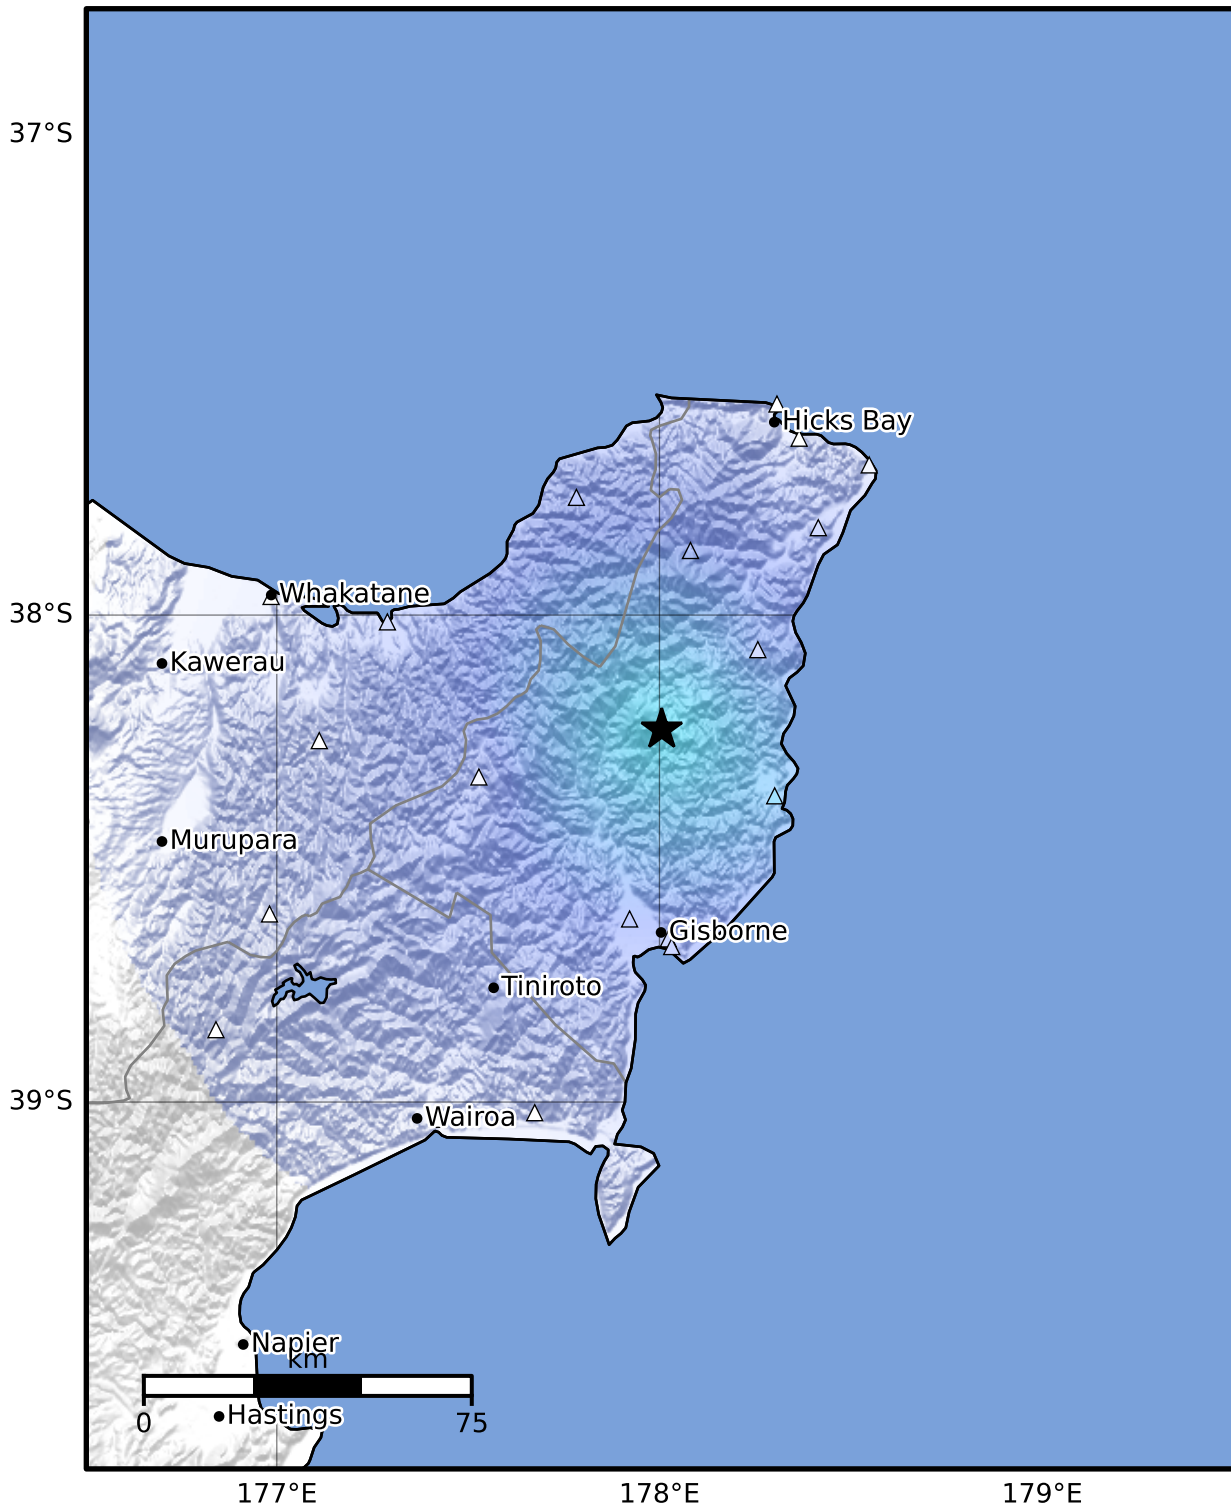 37°S
Hicks Bay
Whakatane
38°S
Kawerau
Murupara
Gisborne
Tiniroto
39°S
Wairoa
Napier
km
Hastings
0
75
177°E
178°E
179°E